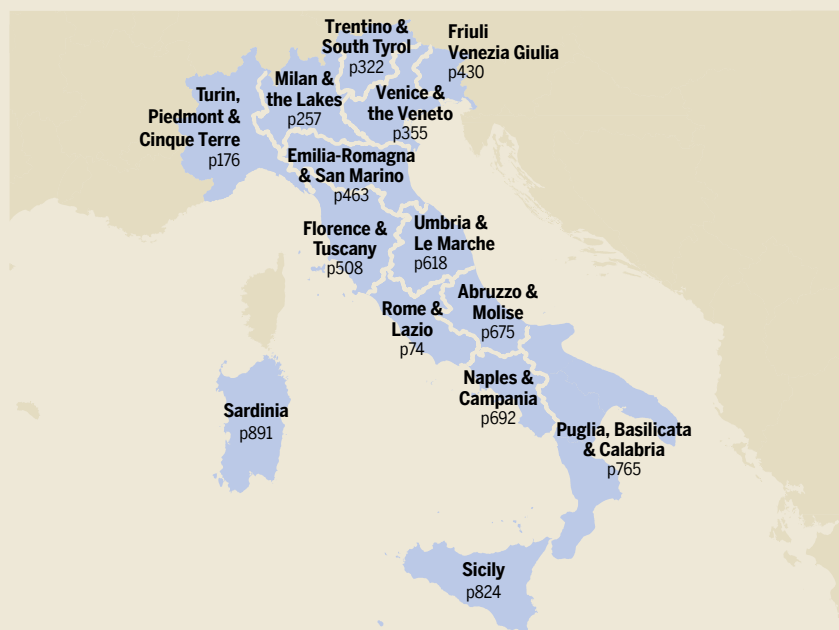 Trentino &
South Tyrol
p322
Friuli
Venezia Giulia
p430
Milan &
the Lakes
p257
Venice &
the Veneto
p355
Turin,
Piedmont &
Cinque Terre
p176
Emilia-Romagna
& San Marino
p463
Florence &
Tuscany
p508
Umbria &
Le Marche
p618
Abruzzo &
Molise
p675
Rome &
Lazio
p74
Naples &
Campania
p692
Sardinia
p891
Puglia, Basilicata
& Calabria
p765
Sicily
p824